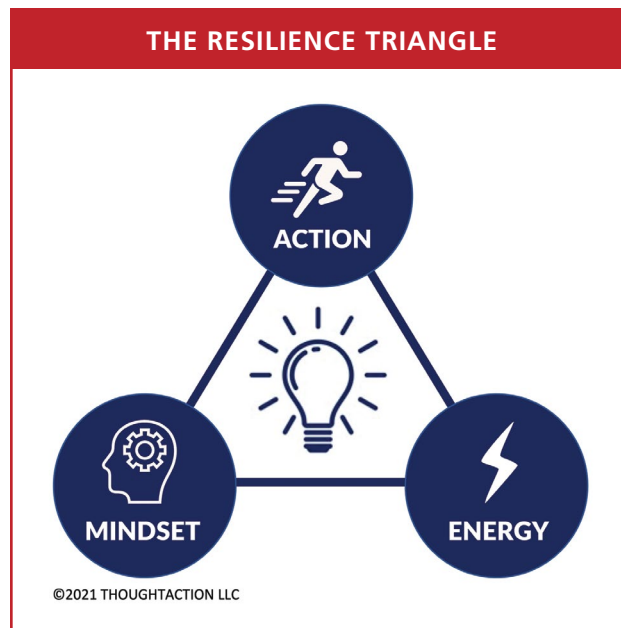 THE RESILIENCE TRIANGLE
ACTION
MINDSET
ENERGY
©2021 THOUGHTACTION LLC